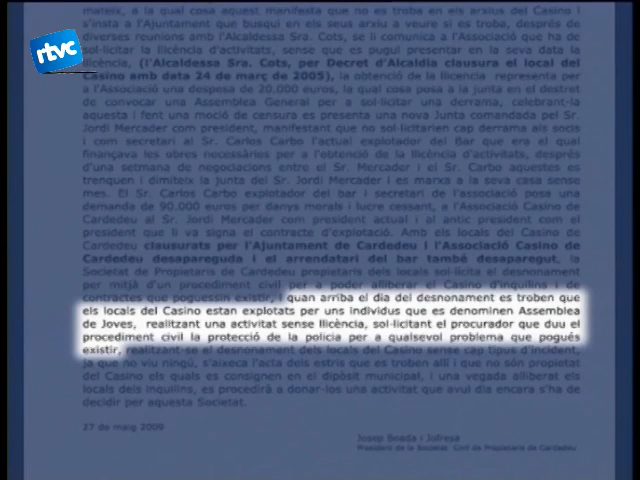 mateix, a la qual cosa aquest manifesta que no es troba en els arxius del Casino i
s'insta a l'Ajuntament que busqui en els seus arxiu a veure si es troba, després de
rtvc
diverses reunions amb l'Alcaldessa Sra. Cots, se li comunica a l'Associació que ha
de sol·licitar la llicència d'activitats, sense que es pugui presentar en la seva data la
llicència, (i l'Alcaldessa Sra. Cots, per Decret d'Alcaldia clausura el local del
Casino amb data 24 de març de 2005), la obtenció de la llicencia representa per
a l'Associació una despesa de 20.000 euros, la qual cosa posa a la junta en el destret
de convocar una Assemblea General per a sol·licitar una derrama, celebrant-la
aquesta i fent una moció de censura es presenta una nova Junta comandada pel Sr.
Jordi Mercader com president, manifestant que no sol·licitarien cap derrama als socis
i com secretari al Sr. Carlos Carbo l'actual explotador del Bar que era el qual
finançava les obres necessàries per a l'obtenció de la llicència d'activitats, després
d'una setmana de negociacions entre el Sr. Mercader i el Sr. Carbo aquestes es
trenquen i dimiteix la junta del Sr. Jordi Mercader i es marxa a la seva casa sense
mes. El Sr. Carlos Carbo explotador del bar i secretari de l'associació posa una
demanda de 90.000 euros per danys morals i lucre cessant, a l'Associació Casino de
Cardedeu al Sr. Jordi Mercader com president actual i al antic president com el
president que li va signa el contracte d'explotació. Amb els locals del Casino de
Cardedeu clausurats per l'Ajuntament de Cardedeu i l'Associació Casino de
Cardedeu desapareguda i el arrendatari del bar també desaparegut, la
Societat de Propietaris de Cardedeu propietaris dels locals sol·licita el desnonament
per mitjà d'un procediment civil per a poder alliberar el Casino d'inquilins i de
contractes que poguessin existir, i quan arriba el dia del desnonament es troben que
els locals del Casino estan explotats per uns individus que es denominen Assemblea
de Joves, realitzant una activitat sense llicència, sol·licitant el procurador que duu el
procediment civil la protecció de la policia per a qualsevol problema que pogués
existir, realitzant-se el desnonament dels locals del Casino sense cap tipus d'incident,
ja que no viu ningú, s'aixeca l'acta dels estris que es troben allí i que no són propietat
del Casino els quals es consignen en el dipòsit municipal, i una vegada alliberat els
locals dels inquilins, es procedirà a donar-los una activitat que avui dia encara s'ha de
decidir per aquesta Societat.
27 de maig 2009
Josep Boada i Jofresa
President de la Societat Civil de Propietaris de Cardedeu